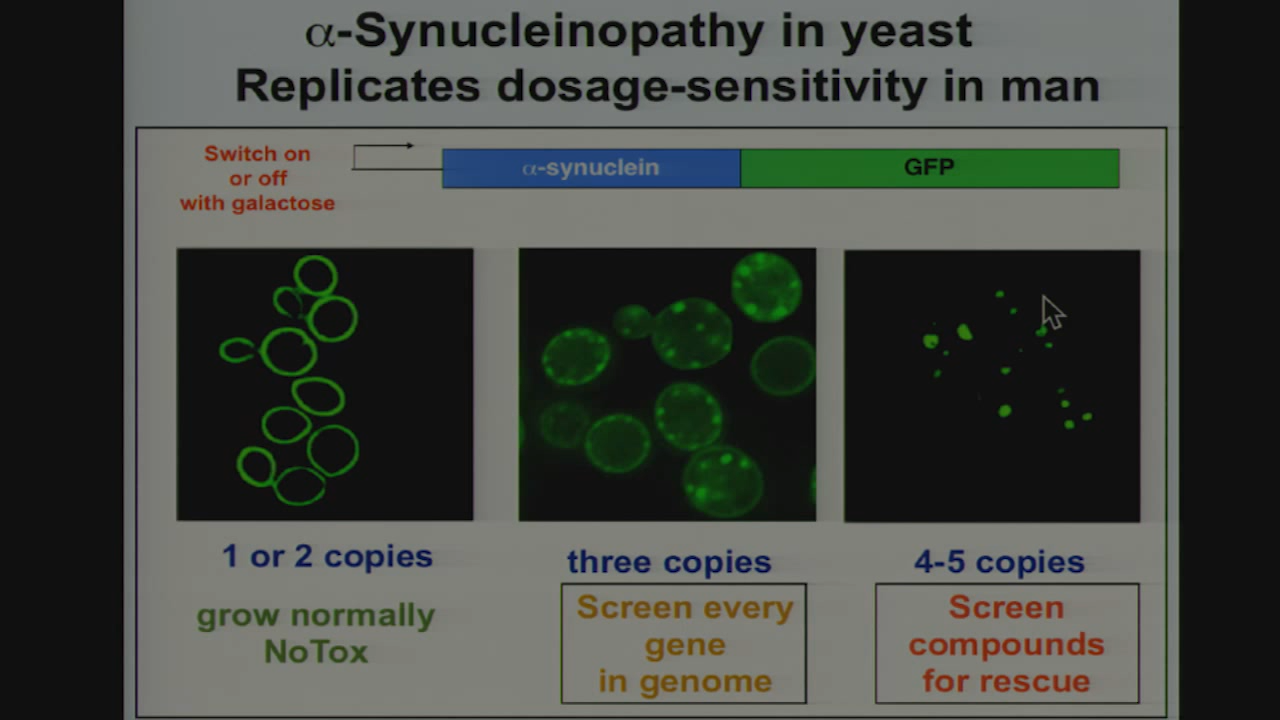 α-Synucleinopathy in yeast
Replicates dosage-sensitivity in man
Switch on
or off
with galactose
α-synuclein
GFP
1 or 2 copies
grow normally
NoTox
three copies
Screen every
gene
in genome
4-5 copies
Screen
compounds
for rescue